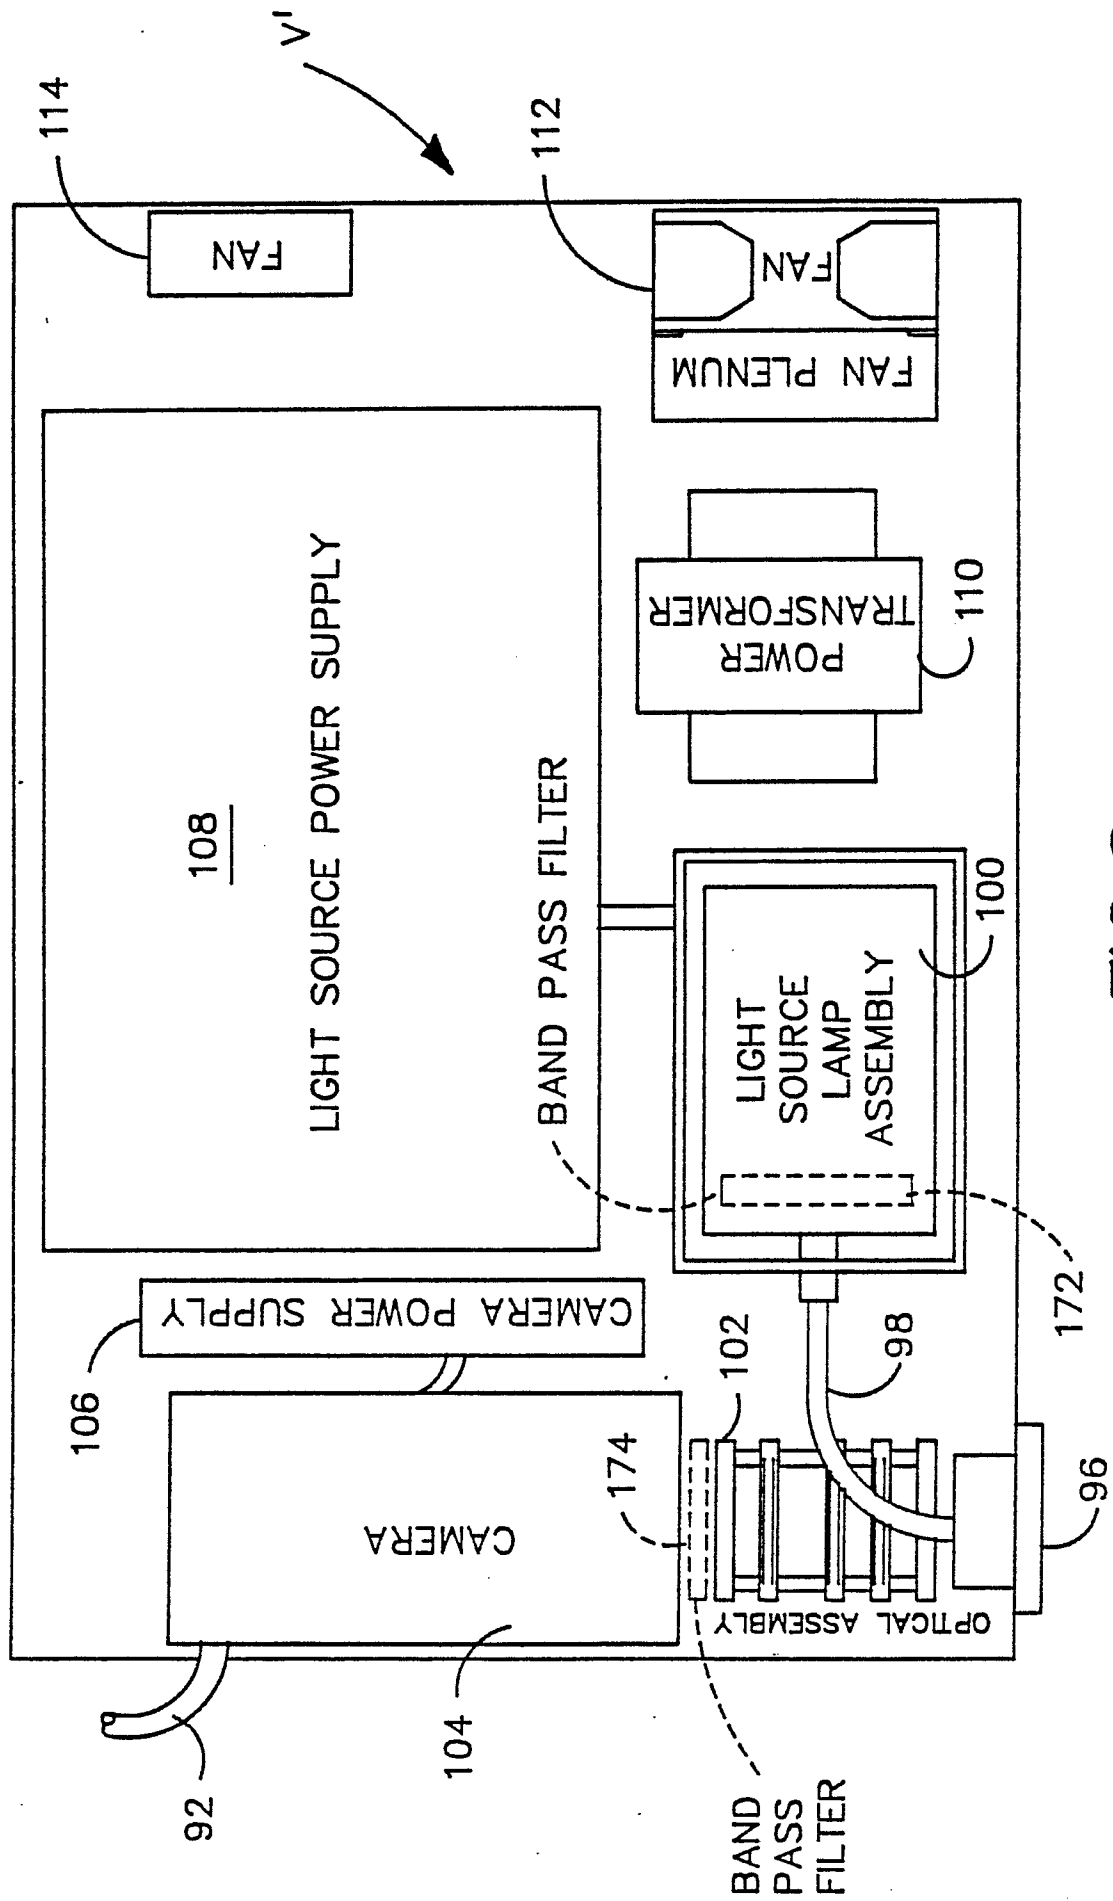 V'
114
FAN
112
FAN
FAN PLENUM
108
LIGHT SOURCE POWER SUPPLY
BAND PASS FILTER
POWER
TRANSFORMER
110
LIGHT
SOURCE
LAMP
ASSEMBLY
100
172
106
CAMERA POWER SUPPLY
102
98
174
CAMERA
OPTICAL ASSEMBLY
96
92
104
BAND
PASS
FILTER